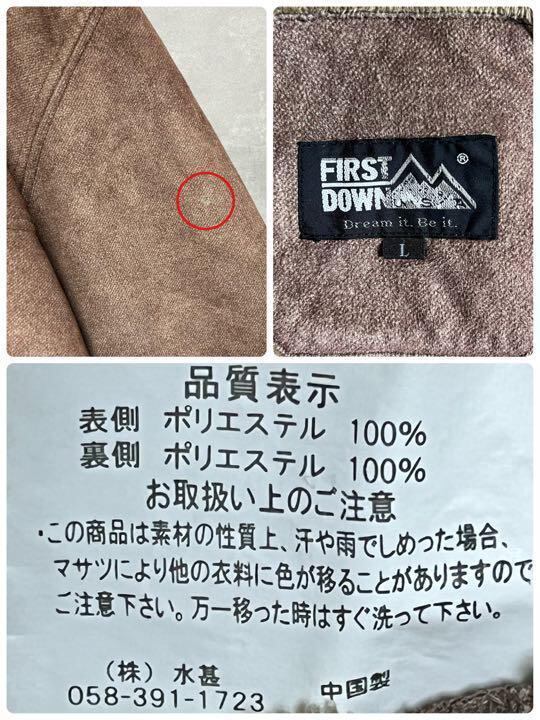 FIRST
DOWN
®
Dream it. Be it.
L
品質表示
表側 ポリエステル 100%
裏側 ポリエステル 100%
お取扱い上のご注意
・この商品は素材の性質上、汗や雨でしめった場合、
マサツにより他の衣料に色が移ることがありますので
ご注意下さい。万一移った時はすぐ洗って下さい。
（株）水甚
058-391-1723
中国製